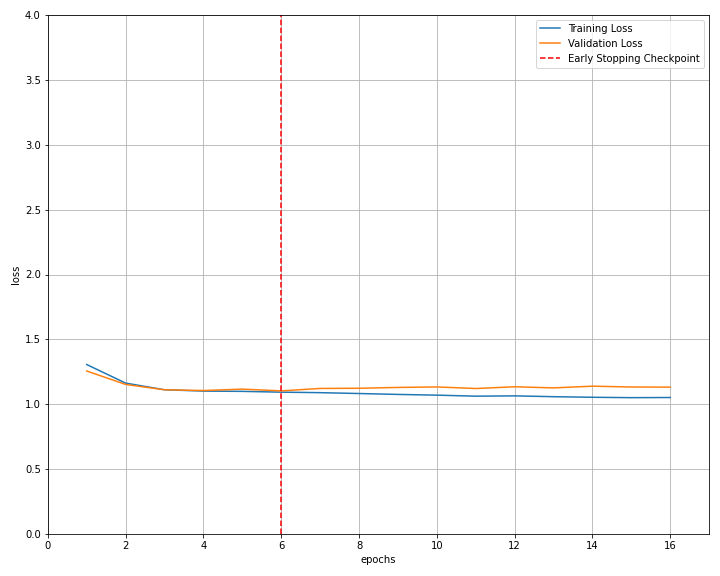 4.0
3.5
3.0
2.5
2.0
1.5
1.0
0.5
0.0
loss
0 2 4 6 8 10 12 14 16
epochs
Training Loss
Validation Loss
Early Stopping Checkpoint